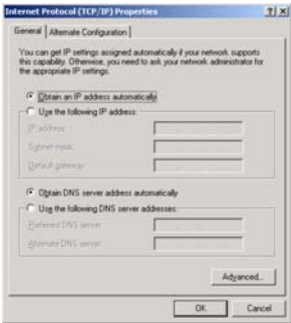 Internet Protocol (TCP/IP) Properties
General Alternate Configuration
You can get IP settings assigned automatically if your network supports
this capability. Otherwise, you need to ask your network administrator for
the appropriate IP settings.
Obtain an IP address automatically
Use the following IP address:
IP address:
Subnet mask:
Default gateway:
Obtain DNS server address automatically
Use the following DNS server addresses:
Preferred DNS server:
Alternate DNS server:
Advanced...
OK
Cancel